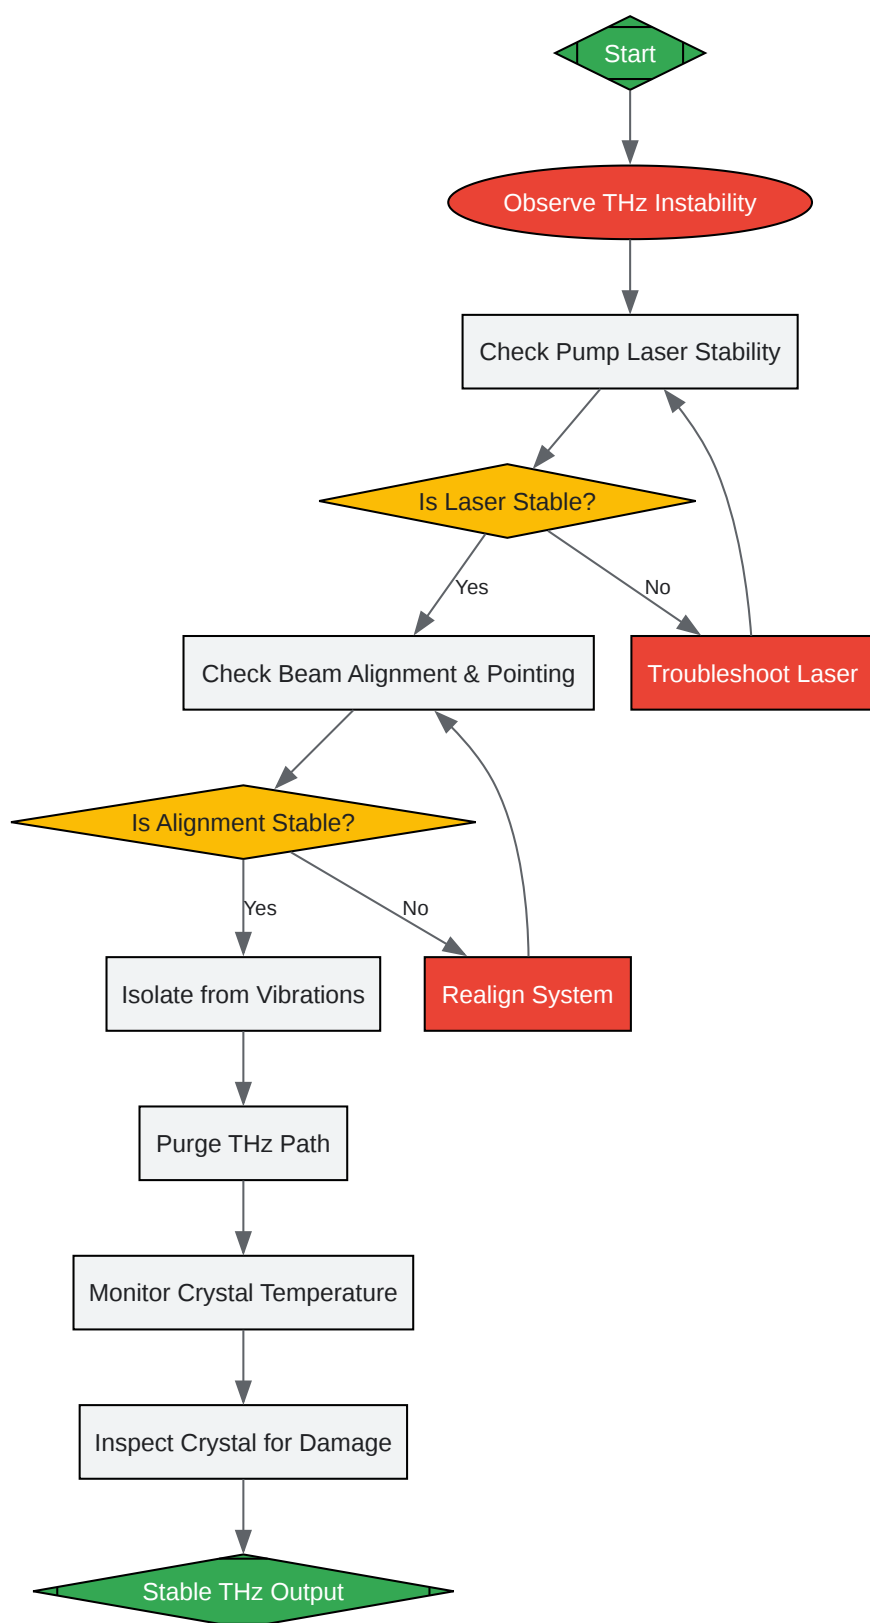 Start
Observe THz Instability
Check Pump Laser Stability
Is Laser Stable?
Yes
No
Check Beam Alignment & Pointing
Troubleshoot Laser
Is Alignment Stable?
Yes
No
Isolate from Vibrations
Realign System
Purge THz Path
Monitor Crystal Temperature
Inspect Crystal for Damage
Stable THz Output